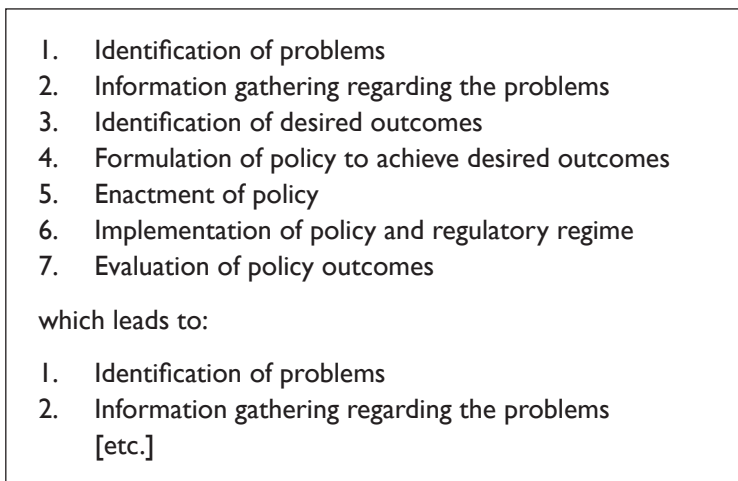 1. Identification of problems
2. Information gathering regarding the problems
3. Identification of desired outcomes
4. Formulation of policy to achieve desired outcomes
5. Enactment of policy
6. Implementation of policy and regulatory regime
7. Evaluation of policy outcomes
which leads to:
1. Identification of problems
2. Information gathering regarding the problems
[etc.]